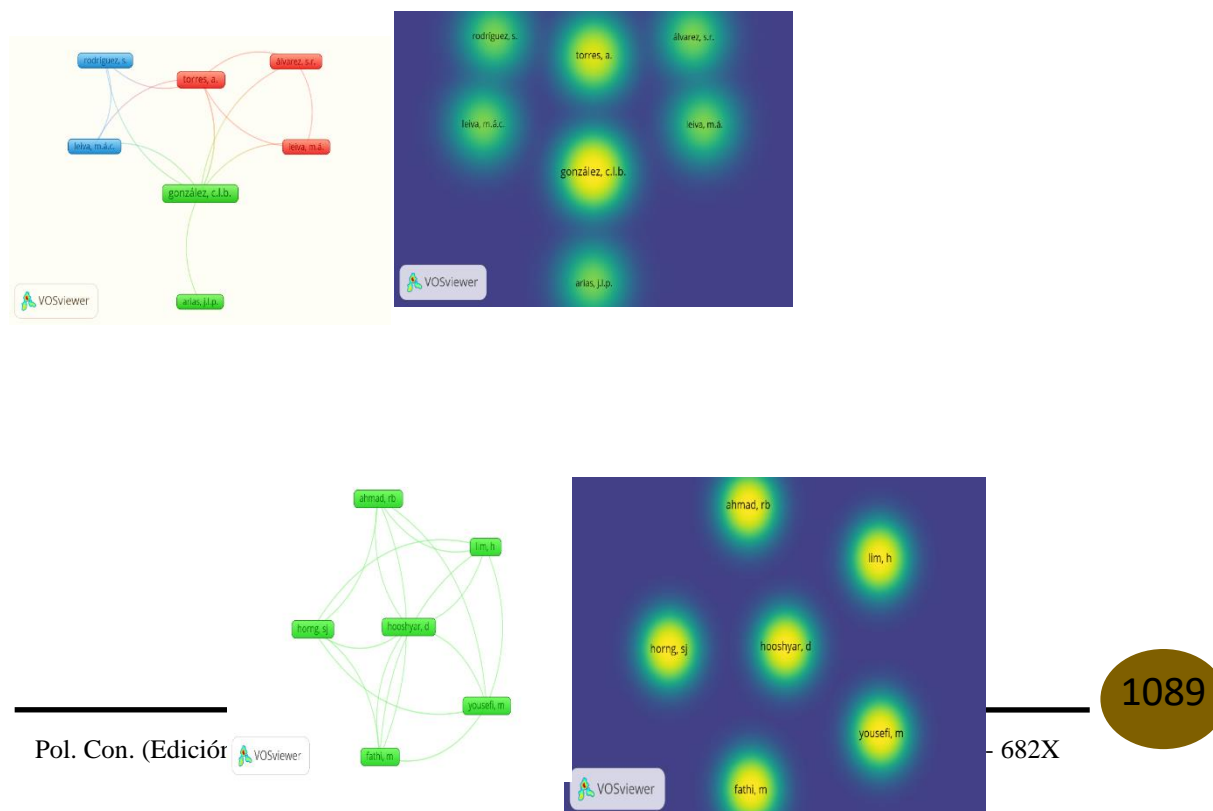 rodríguez, s.
torres, a.
álvarez, s.r.
leiva, m.á.c.
leiva, m.á.
gonzález, c.l.b.
arias, j.l.p.
VOSviewer
rodríguez, s.
torres, a.
álvarez, s.r.
leiva, m.á.c.
leiva, m.á.
gonzález, c.l.b.
arias, j.l.p.
VOSviewer
ahmad, rb
lim, h
horng, sj
hooshyar, d
yousefi, m
fathi, m
VOSviewer
ahmad, rb
lim, h
horng, sj
hooshyar, d
yousefi, m
fathi, m
VOSviewer
1089
Pol. Con. (Edición
- 682X